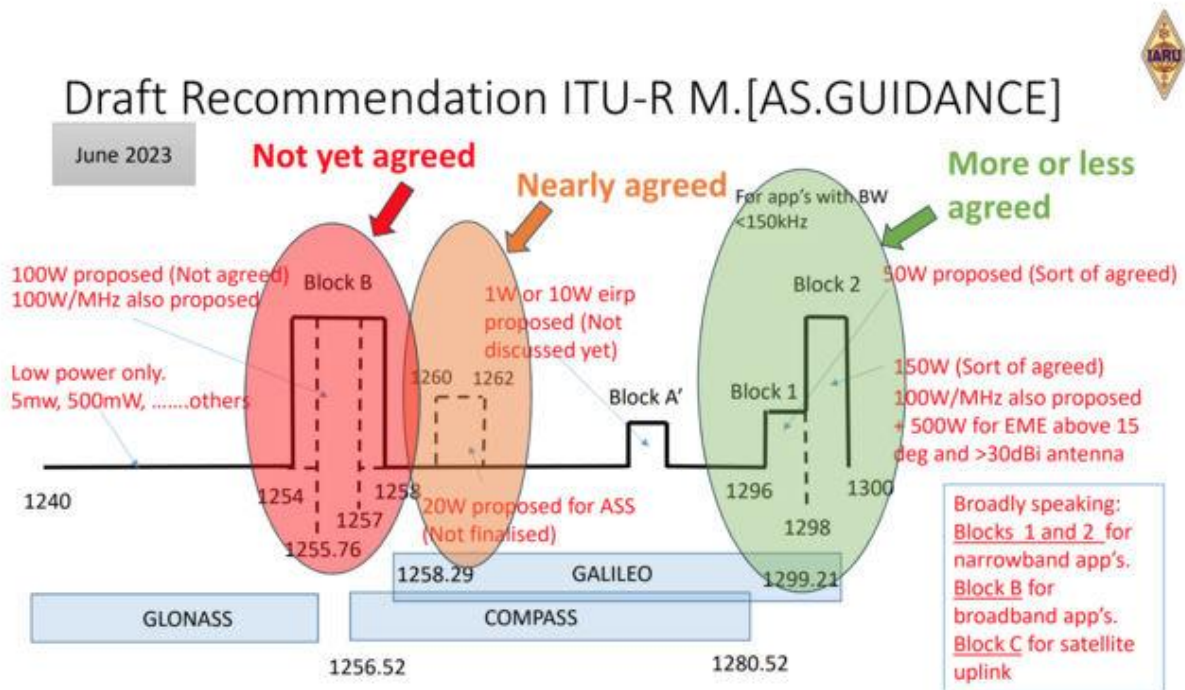 IARU
Draft Recommendation ITU-R M.[AS.GUIDANCE]
June 2023
Not yet agreed
Nearly agreed
More or less
agreed
For app's with BW
<150kHz
100W proposed (Not agreed)
100W/MHz also proposed
Block B
1W or 10W eirp
proposed (Not
discussed yet)
50W proposed (Sort of agreed)
Block 2
Low power only.
5mw, 500mW, .......others
1260
1262
Block A'
Block 1
150W (Sort of agreed)
100W/MHz also proposed
+ 500W for EME above 15
deg and >30dBi antenna
1240
1254
1258
1257
1255.76
20W proposed for ASS
(Not finalised)
1296
1298
1300
Broadly speaking:
Blocks 1 and 2 for
narrowband app's.
Block B for
broadband app's.
Block C for satellite
uplink
1258.29
GALILEO
1299.21
GLONASS
COMPASS
1256.52
1280.52